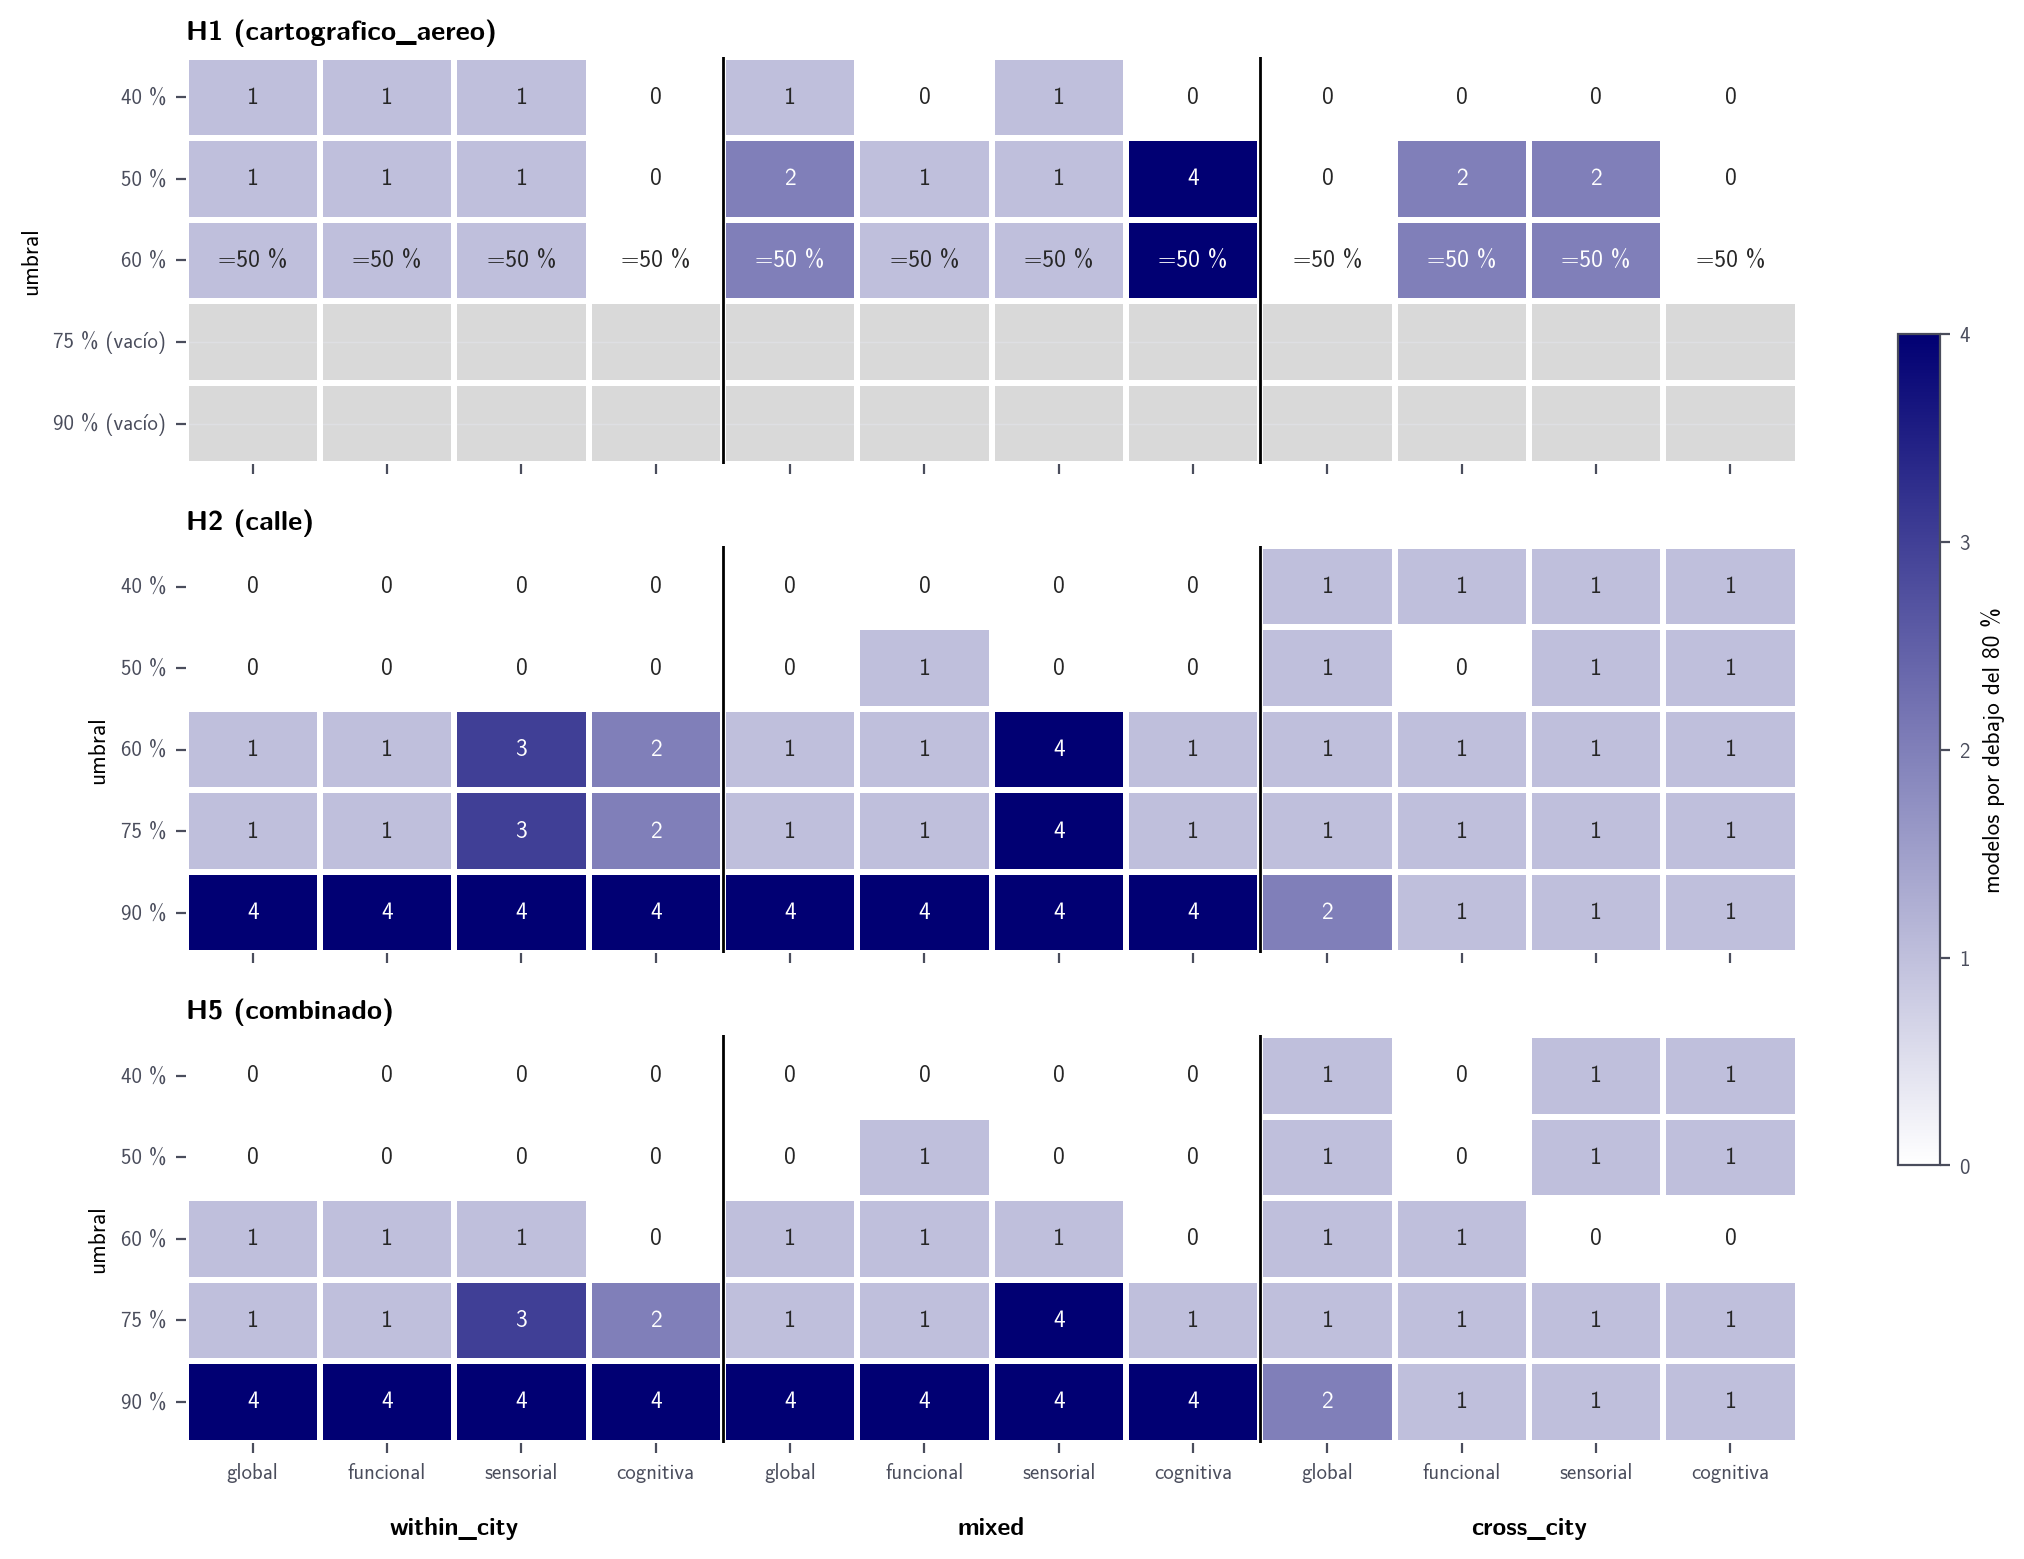 H1 (cartografico_aereo)
umbral
40 % 1 1 1 0 1 0 1 0 0 0 0 0
50 % 1 1 1 0 2 1 1 4 0 2 2 0
60 % =50 % =50 % =50 % =50 % =50 % =50 % =50 % =50 % =50 % =50 % =50 % =50 %
75 % (vacío)
90 % (vacío)
H2 (calle)
umbral
40 % 0 0 0 0 0 0 0 0 1 1 1 1
50 % 0 0 0 0 0 1 0 0 1 0 1 1
60 % 1 1 3 2 1 1 4 1 1 1 1 1
75 % 1 1 3 2 1 1 4 1 1 1 1 1
90 % 4 4 4 4 4 4 4 4 2 1 1 1
H5 (combinado)
umbral
40 % 0 0 0 0 0 0 0 0 1 0 1 1
50 % 0 0 0 0 0 1 0 0 1 0 1 1
60 % 1 1 1 0 1 1 1 0 1 1 0 0
75 % 1 1 3 2 1 1 4 1 1 1 1 1
90 % 4 4 4 4 4 4 4 4 2 1 1 1
global funcional sensorial cognitiva global funcional sensorial cognitiva global funcional sensorial cognitiva
within_city mixed cross_city
4
3
2
1
0
modelos por debajo del 80 %